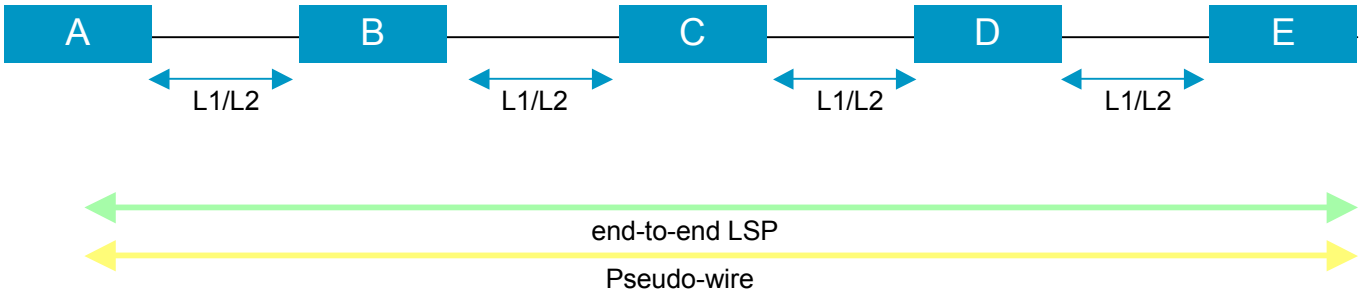 A B C D E
L1/L2 L1/L2 L1/L2 L1/L2
end-to-end LSP
Pseudo-wire